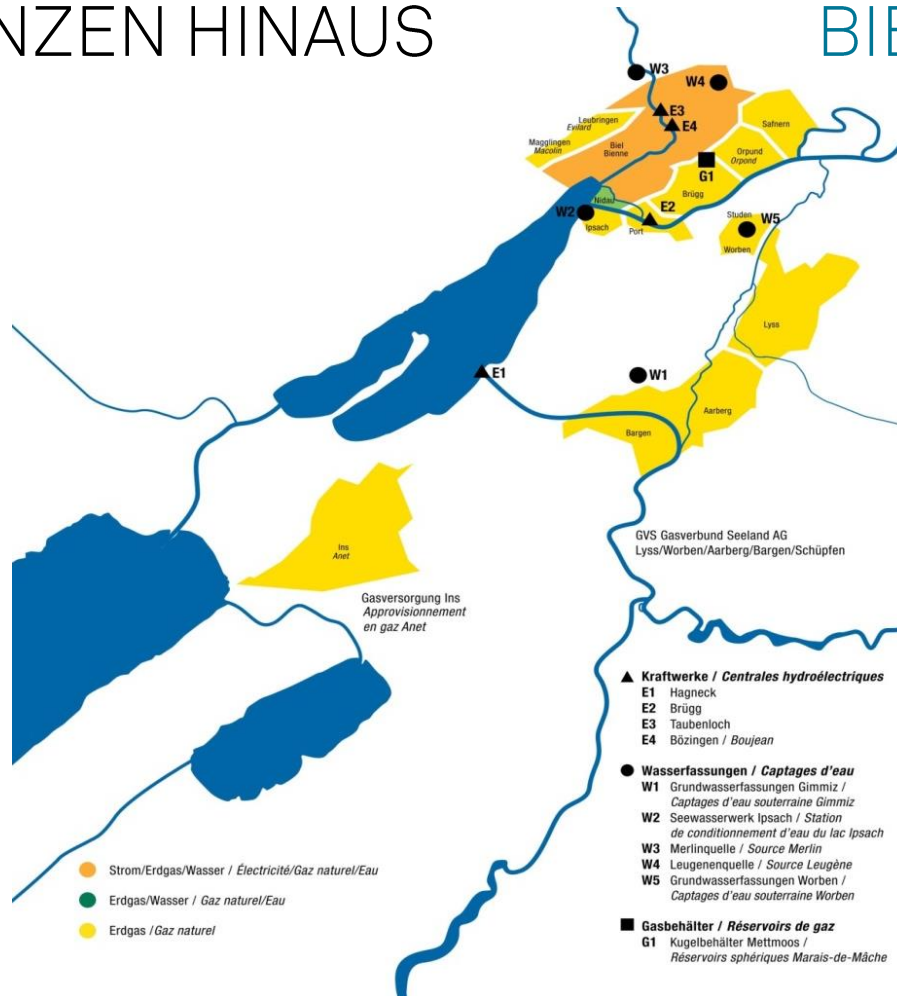 NZEN HINAUS
BIE
W3
W4
E3
E4
Leubringen
Evilard
Magglingen
Macolin
Biel
Bienne
Safnern
Orpund
Orpond
G1
Brügg
Nidau
W2
E2
Ipsach
Port
Studen
W5
Worben
Lyss
E1
W1
Aarberg
Bargen
Ins
Anet
GVS Gasverbund Seeland AG
Lyss/Worben/Aarberg/Bargen/Schüpfen
Gasversorgung Ins
Approvisionnement
en gaz Anet
Kraftwerke / Centrales hydroélectriques
E1 Hagneck
E2 Brügg
E3 Taubenloch
E4 Bözingen / Boujean
Wasserfassungen / Captages d'eau
W1 Grundwasserfassungen Gimmiz /
Captages d'eau souterraine Gimmiz
W2 Seewasserwerk Ipsach / Station
de conditionnement d'eau du lac Ipsach
W3 Merlinquelle / Source Merlin
W4 Leugenenquelle / Source Leugène
W5 Grundwasserfassungen Worben /
Captages d'eau souterraine Worben
Gasbehälter / Réservoirs de gaz
G1 Kugelbehälter Mettmoos /
Réservoirs sphériques Marais-de-Mâche
Strom/Erdgas/Wasser / Électricité/Gaz naturel/Eau
Erdgas/Wasser / Gaz naturel/Eau
Erdgas /Gaz naturel